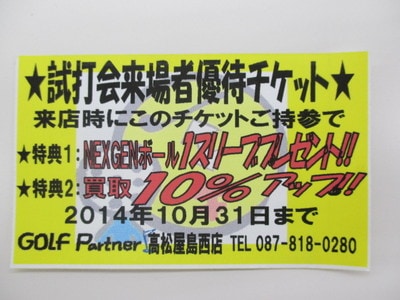 ★試打会来場者優待チケット★
来店時にこのチケットご持参で
★特典1:NEXGENボール1スリーブプレゼント!!
★特典2:買取10%アップ!!
2014年10月31日まで
GOLF Partner 高松屋島西店 TEL 087-818-0280